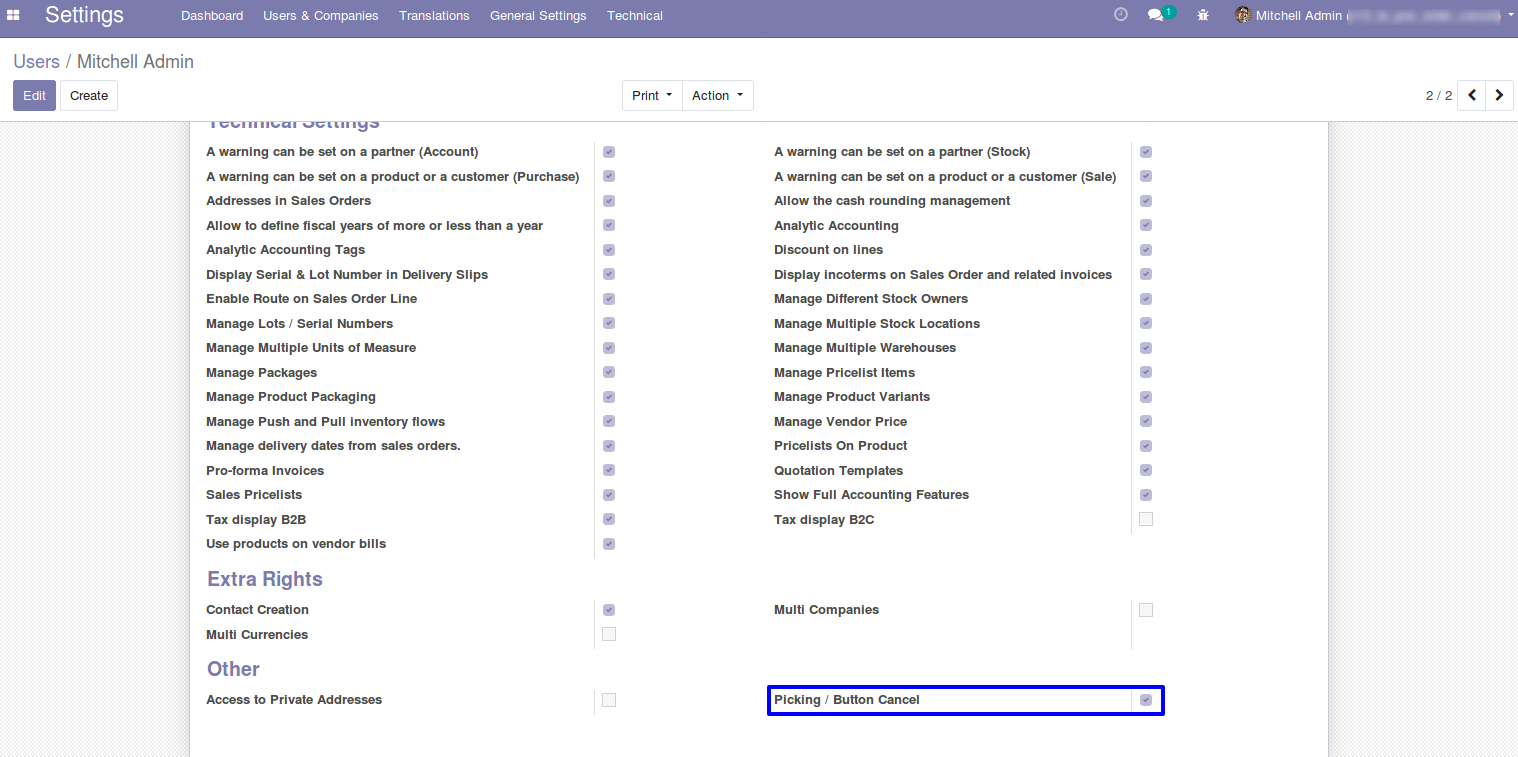 Settings Dashboard Users & Companies Translations General Settings Technical 1 Mitchell Admin
Users / Mitchell Admin
Edit Create Print Action 2 / 2
Technical Settings
A warning can be set on a partner (Account) A warning can be set on a partner (Stock)
A warning can be set on a product or a customer (Purchase) A warning can be set on a product or a customer (Sale)
Addresses in Sales Orders Allow the cash rounding management
Allow to define fiscal years of more or less than a year Analytic Accounting
Analytic Accounting Tags Discount on lines
Display Serial & Lot Number in Delivery Slips Display incoterms on Sales Order and related invoices
Enable Route on Sales Order Line Manage Different Stock Owners
Manage Lots / Serial Numbers Manage Multiple Stock Locations
Manage Multiple Units of Measure Manage Multiple Warehouses
Manage Packages Manage Pricelist Items
Manage Product Packaging Manage Product Variants
Manage Push and Pull inventory flows Manage Vendor Price
Manage delivery dates from sales orders. Pricelists On Product
Pro-forma Invoices Quotation Templates
Sales Pricelists Show Full Accounting Features
Tax display B2B Tax display B2C
Use products on vendor bills
Extra Rights
Contact Creation Multi Companies
Multi Currencies
Other
Access to Private Addresses Picking / Button Cancel